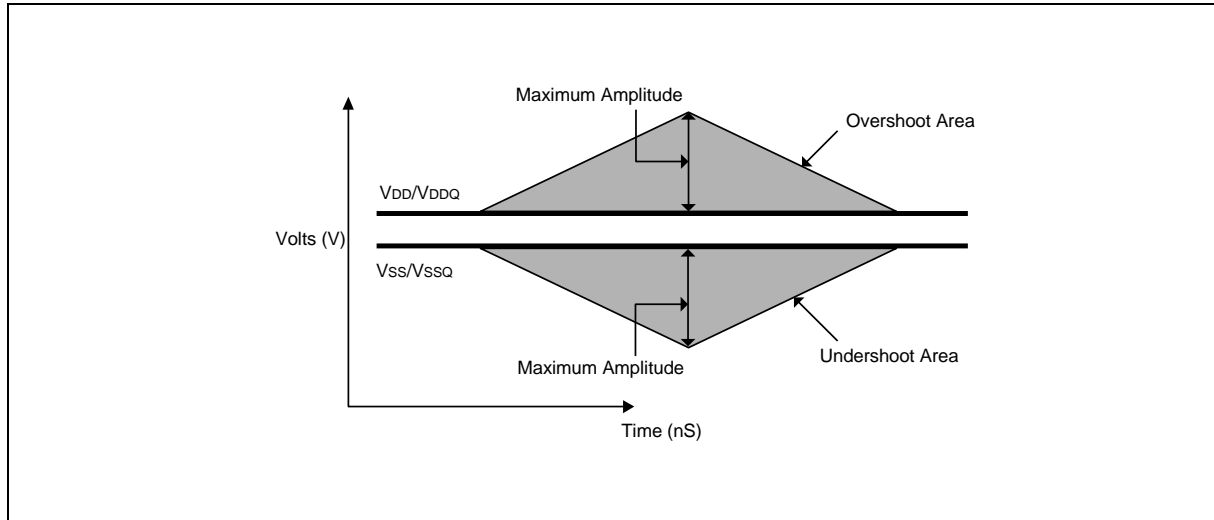 Maximum Amplitude
Overshoot Area
VDD/VDDQ
Volts (V)
VSS/VSSQ
Maximum Amplitude
Undershoot Area
Time (nS)